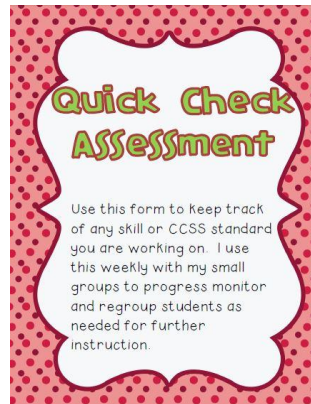 Quick Check
Assessment
Use this form to keep track
of any skill or CCSS standard
you are working on. I use
this weekly with my small
groups to progress monitor
and regroup students as
needed for further
instruction.